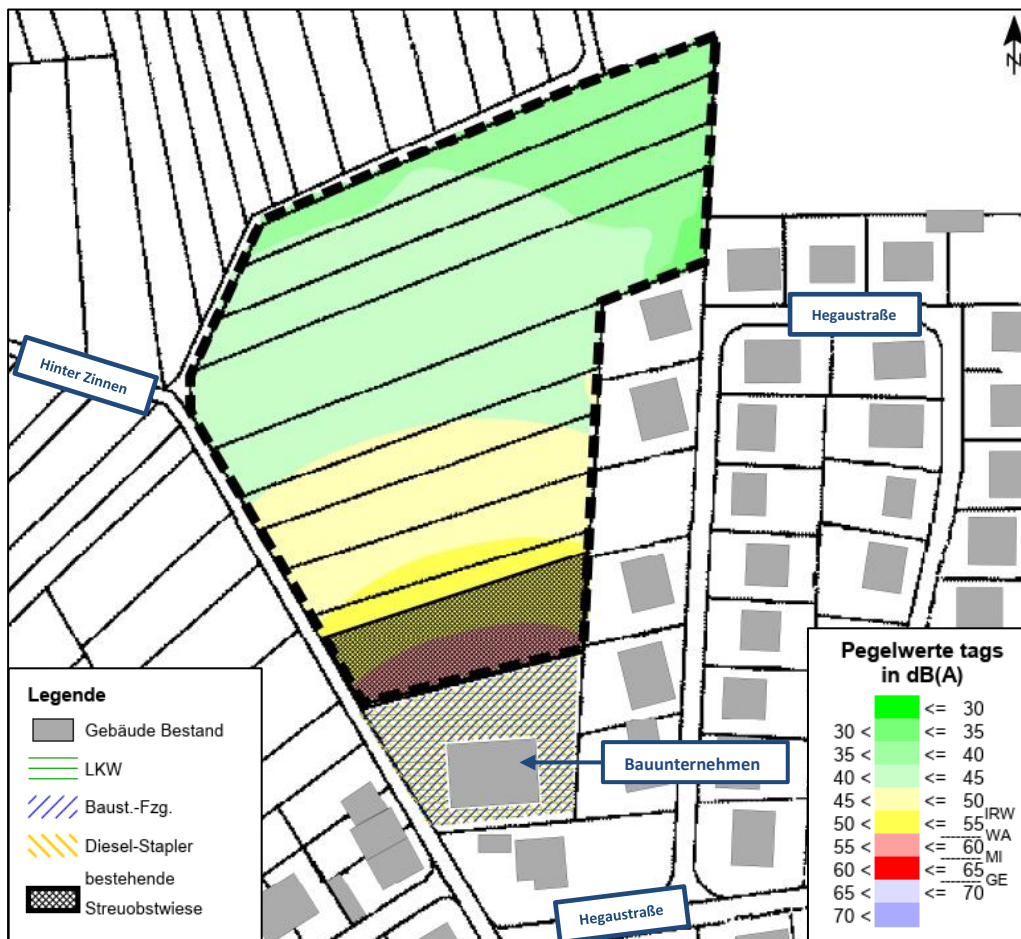 N
Hegaustraße
Hinter Zinnen
Bauunternehmen
Hegaustraße
Legende
Gebäude Bestand
LKW
Baust.-Fzg.
Diesel-Stapler
bestehende
Streuobstwiese
Pegelwerte tags
in dB(A)
<= 30
30 < <= 35
35 < <= 40
40 < <= 45
45 < <= 50
IRW
50 < <= 55
WA
55 < <= 60
MI
60 < <= 65
GE
65 < <= 70
70 <